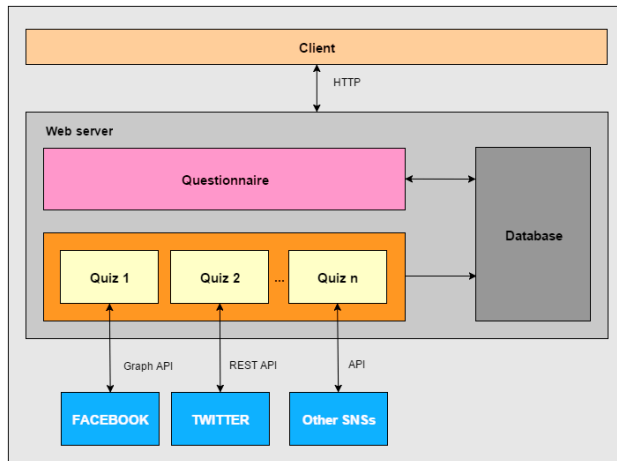 Client
HTTP
Web server
Questionnaire
Database
Quiz 1
Quiz 2
...
Quiz n
Graph API
REST API
API
FACEBOOK
TWITTER
Other SNSs